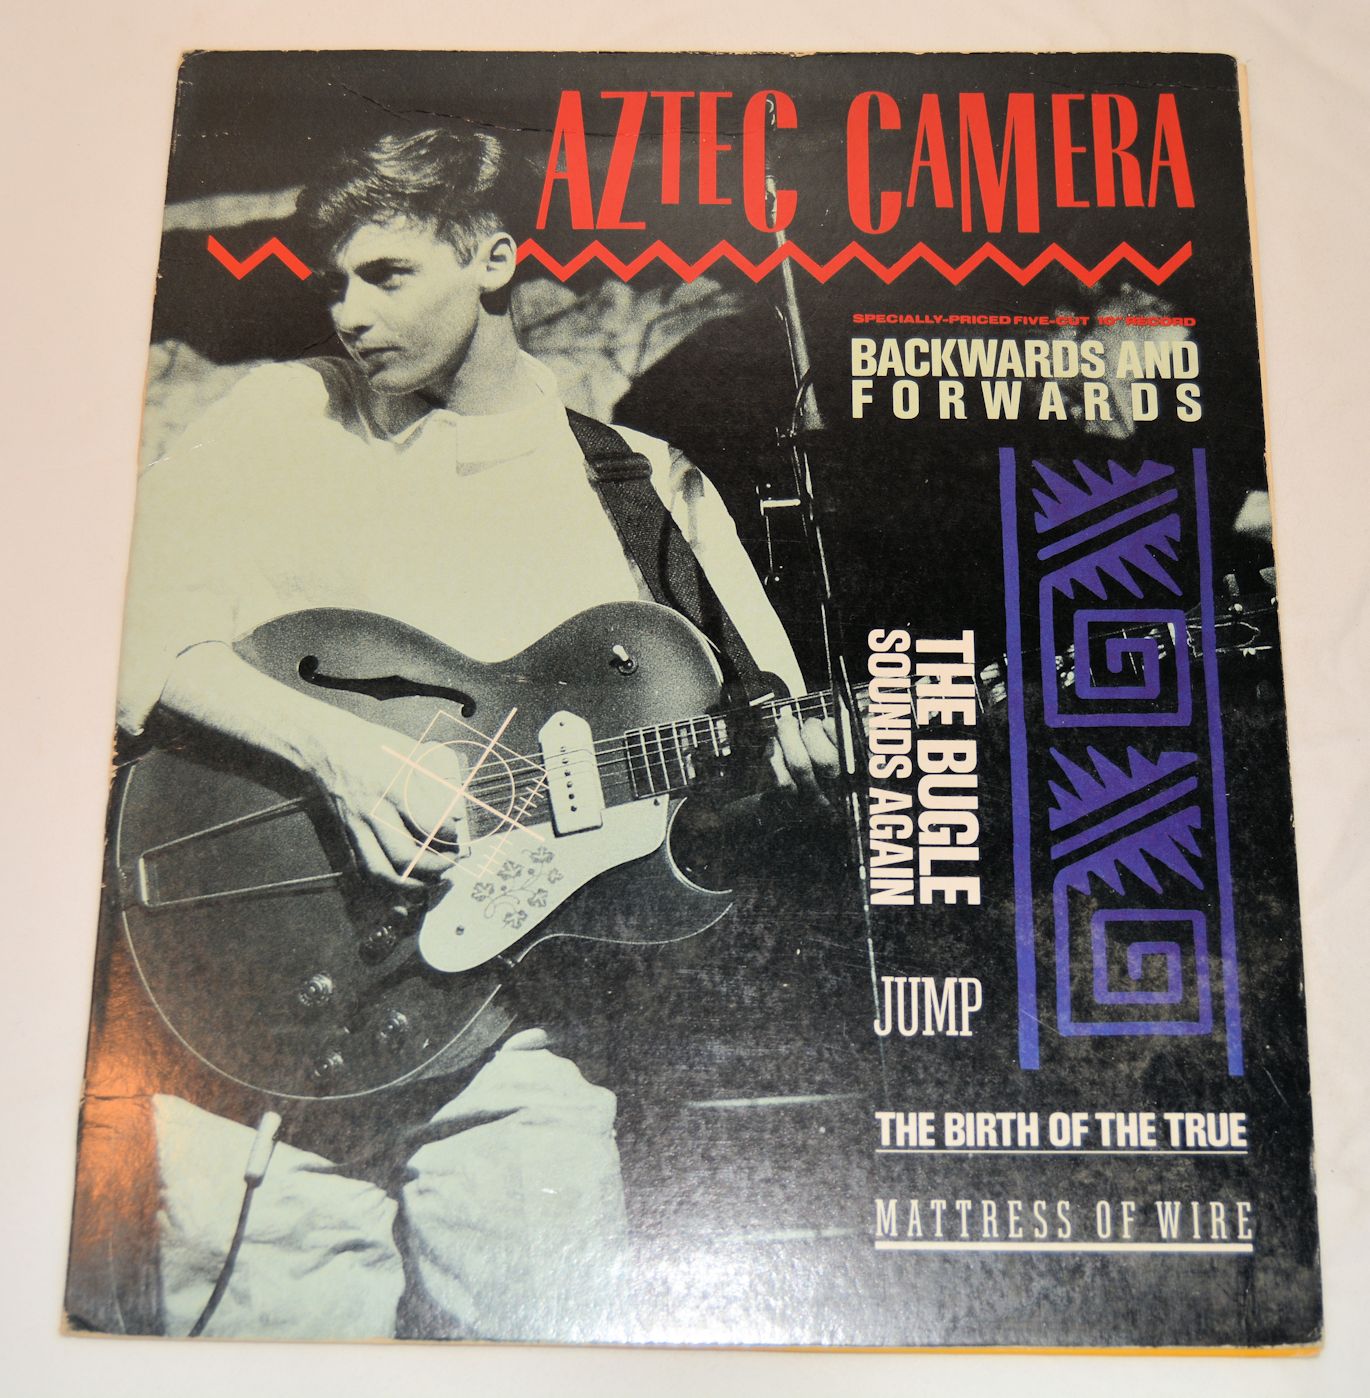 AZTEC CAMERA
SPECIALLY-PRICED FIVE-CUT 10" RECORD
BACKWARDS AND
FORWARDS
THE BUGLE
SOUNDS AGAIN
JUMP
THE BIRTH OF THE TRUE
MATTRESS OF WIRE